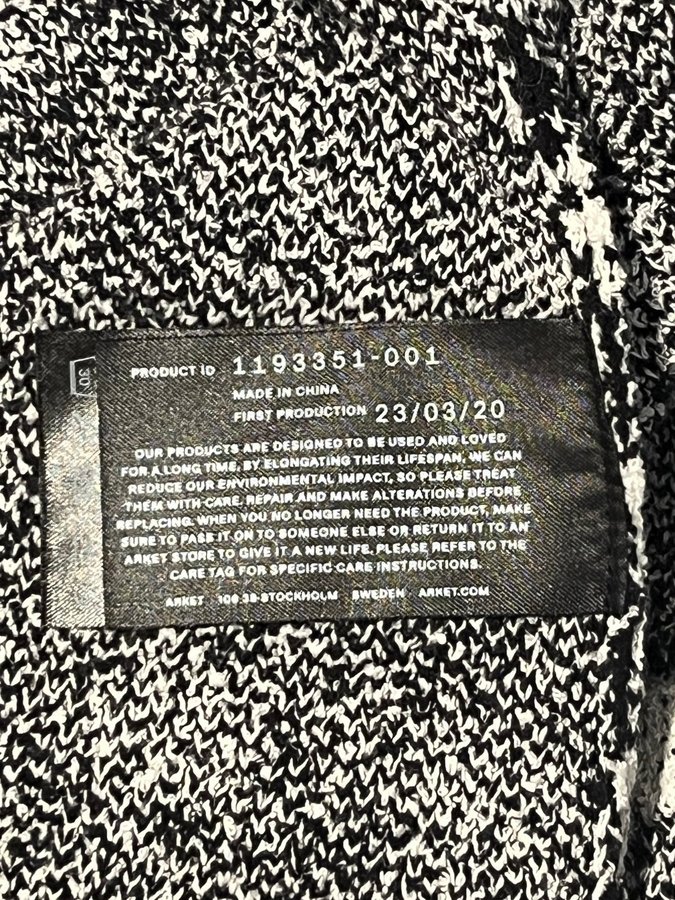 30
PRODUCT ID 1193351-001
MADE IN CHINA
FIRST PRODUCTION 23/03/20
OUR PRODUCTS ARE DESIGNED TO BE USED AND LOVED
FOR A LONG TIME. BY ELONGATING THEIR LIFESPAN, WE CAN
REDUCE OUR ENVIRONMENTAL IMPACT, SO PLEASE TREAT
THEM WITH CARE, REPAIR AND MAKE ALTERATIONS BEFORE
REPLACING. WHEN YOU NO LONGER NEED THE PRODUCT, MAKE
SURE TO PASS IT ON TO SOMEONE ELSE OR RETURN IT TO AN
ARKET STORE TO GIVE IT A NEW LIFE. PLEASE REFER TO THE
CARE TAG FOR SPECIFIC CARE INSTRUCTIONS.
ARKET 106 38 STOCKHOLM SWEDEN ARKET.COM